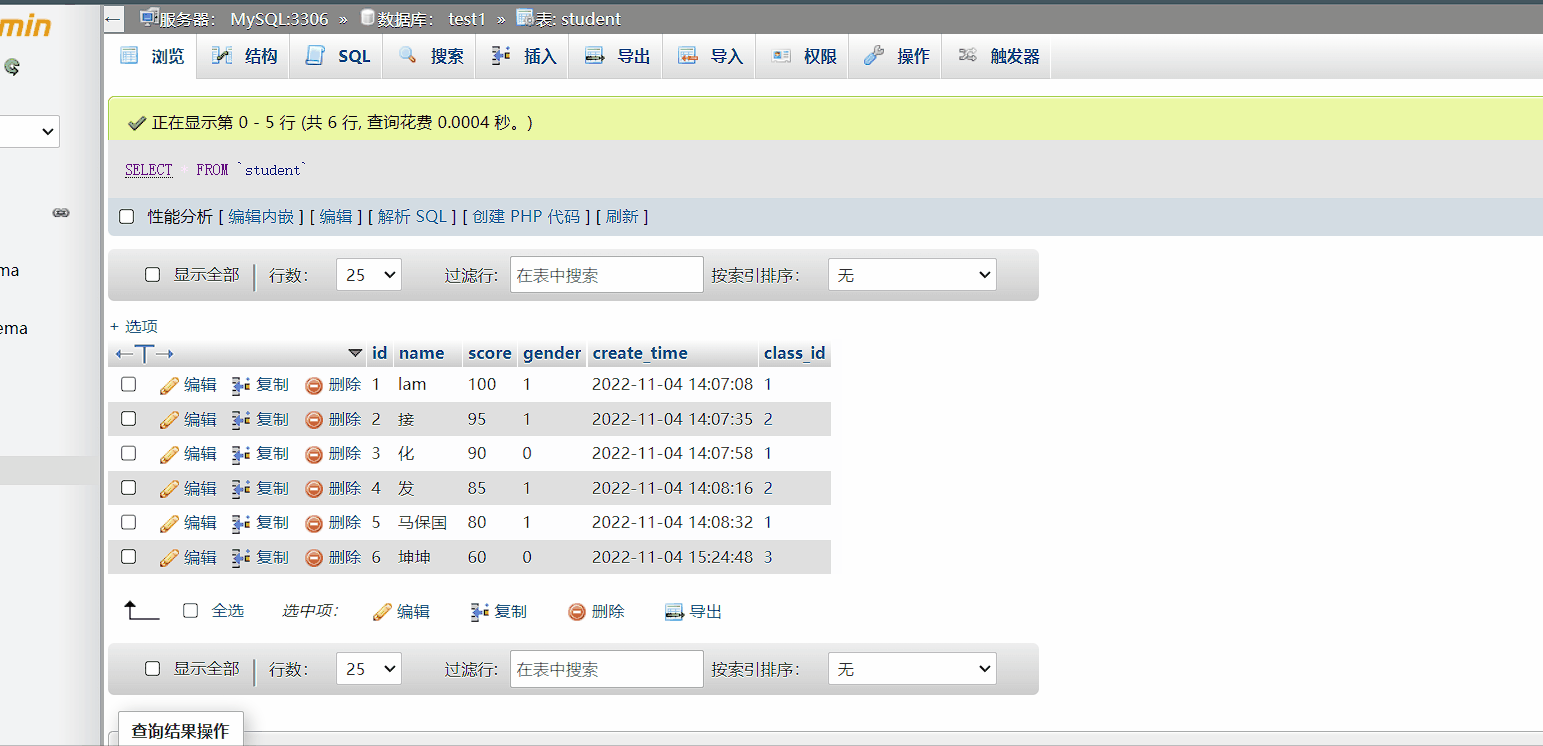 min
服务器： MySQL:3306 » 数据库： test1 » 表: student
浏览 结构 SQL 搜索 插入 导出 导入 权限 操作 触发器
正在显示第 0 - 5 行 (共 6 行, 查询花费 0.0004 秒。)
SELECT * FROM `student`
性能分析 [ 编辑内嵌 ] [ 编辑 ] [ 解析 SQL ] [ 创建 PHP 代码 ] [ 刷新 ]
ma
ema
显示全部 行数： 25 过滤行: 在表中搜索 按索引排序： 无
+ 选项
←T→ id name score gender create_time class_id
编辑 复制 删除 1 lam 100 1 2022-11-04 14:07:08 1
编辑 复制 删除 2 接 95 1 2022-11-04 14:07:35 2
编辑 复制 删除 3 化 90 0 2022-11-04 14:07:58 1
编辑 复制 删除 4 发 85 1 2022-11-04 14:08:16 2
编辑 复制 删除 5 马保国 80 1 2022-11-04 14:08:32 1
编辑 复制 删除 6 坤坤 60 0 2022-11-04 15:24:48 3
全选 选中项： 编辑 复制 删除 导出
显示全部 行数： 25 过滤行: 在表中搜索 按索引排序： 无
查询结果操作